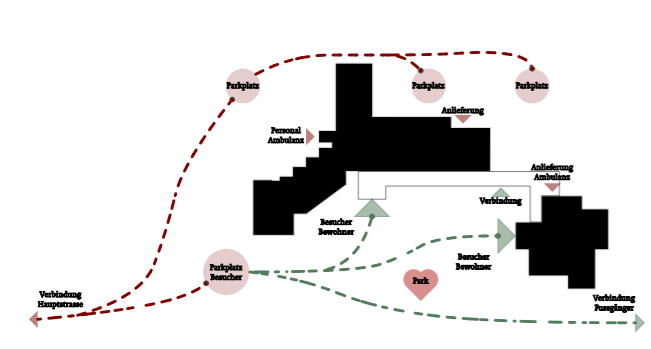 Parkplatz
Parkplatz
Parkplatz
Anlieferung
Personal
Ambulanz
Anlieferung
Ambulanz
Verbindung
Besucher
Bewohner
Besucher
Bewohner
Parkplatz
Besucher
Park
Verbindung
Hauptstrasse
Verbindung
Fussgänger